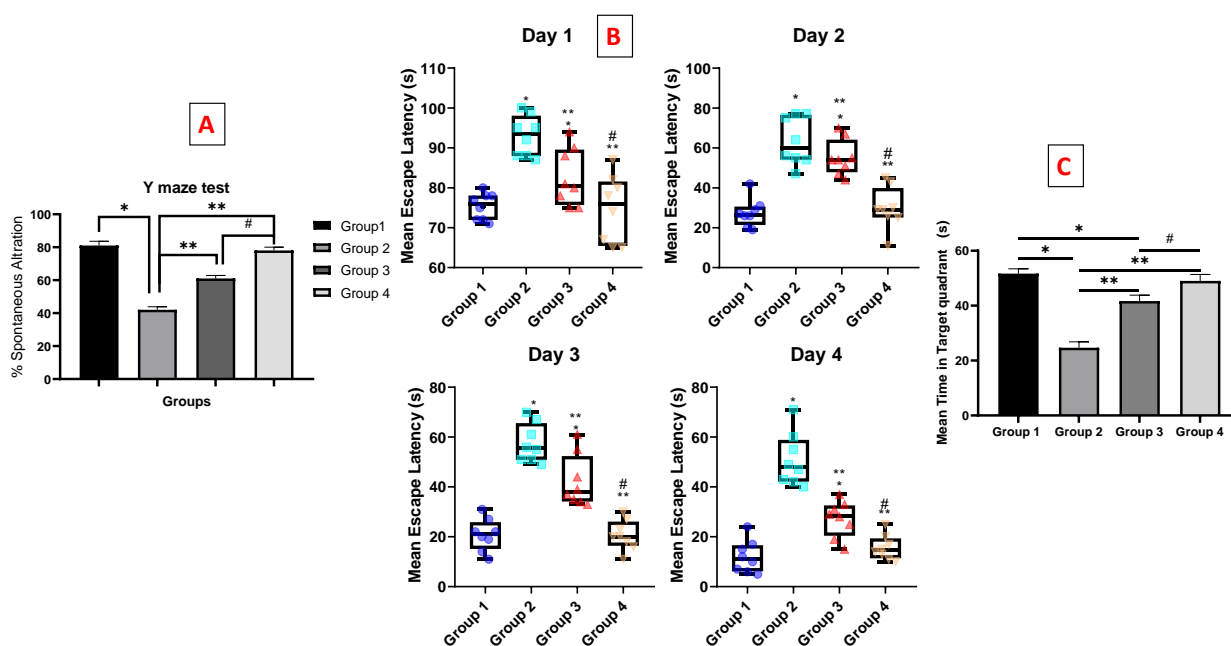 A
Y maze test
% Spontaneous Altration
100
80
60
40
20
0
* ** ** #
Groups
Group1
Group 2
Group 3
Group 4
B
Day 1
Mean Escape Latency (s)
110
100
90
80
70
60
*
**
*
#
**
Group 1 Group 2 Group 3 Group 4
Day 2
Mean Escape Latency (s)
100
80
60
40
20
0
*
**
*
#
**
Group 1 Group 2 Group 3 Group 4
Day 3
Mean Escape Latency (s)
80
60
40
20
0
*
**
*
#
**
Group 1 Group 2 Group 3 Group 4
Day 4
Mean Escape Latency (s)
80
60
40
20
0
*
**
*
#
**
Group 1 Group 2 Group 3 Group 4
C
Mean Time in Target quadrant (s)
60
40
20
0
*
* #
**
**
Group 1 Group 2 Group 3 Group 4